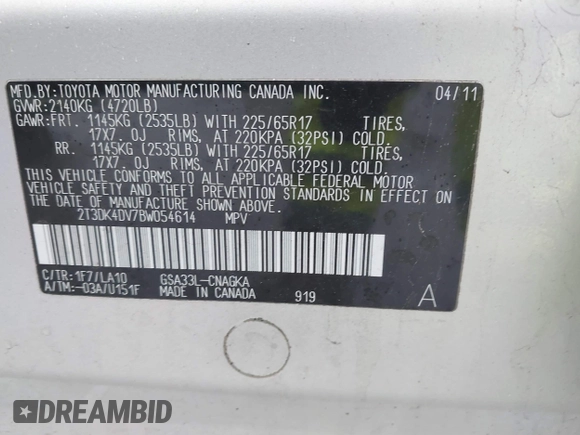 MFD.BY:TOYOTA MOTOR MANUFACTURING CANADA INC. 04/11
GVWR:2140KG (4720LB)
GAWR:FRT. 1145KG (2535LB) WITH 225/65R17 TIRES,
17X7.0J RIMS, AT 220KPA (32PSI) COLD.
RR. 1145KG (2535LB) WITH 225/65R17 TIRES,
17X7.0J RIMS, AT 220KPA (32PSI) COLD.
THIS VEHICLE CONFORMS TO ALL APPLICABLE FEDERAL MOTOR
VEHICLE SAFETY AND THEFT PREVENTION STANDARDS IN EFFECT ON
THE DATE OF MANUFACTURE SHOWN ABOVE.
2T3DK4DV7BW054614 MPV
C/TR:1F7/LA10 GSA33L-CNAGKA
A/TM:-03A/U151F MADE IN CANADA 919 A
DREAMBID